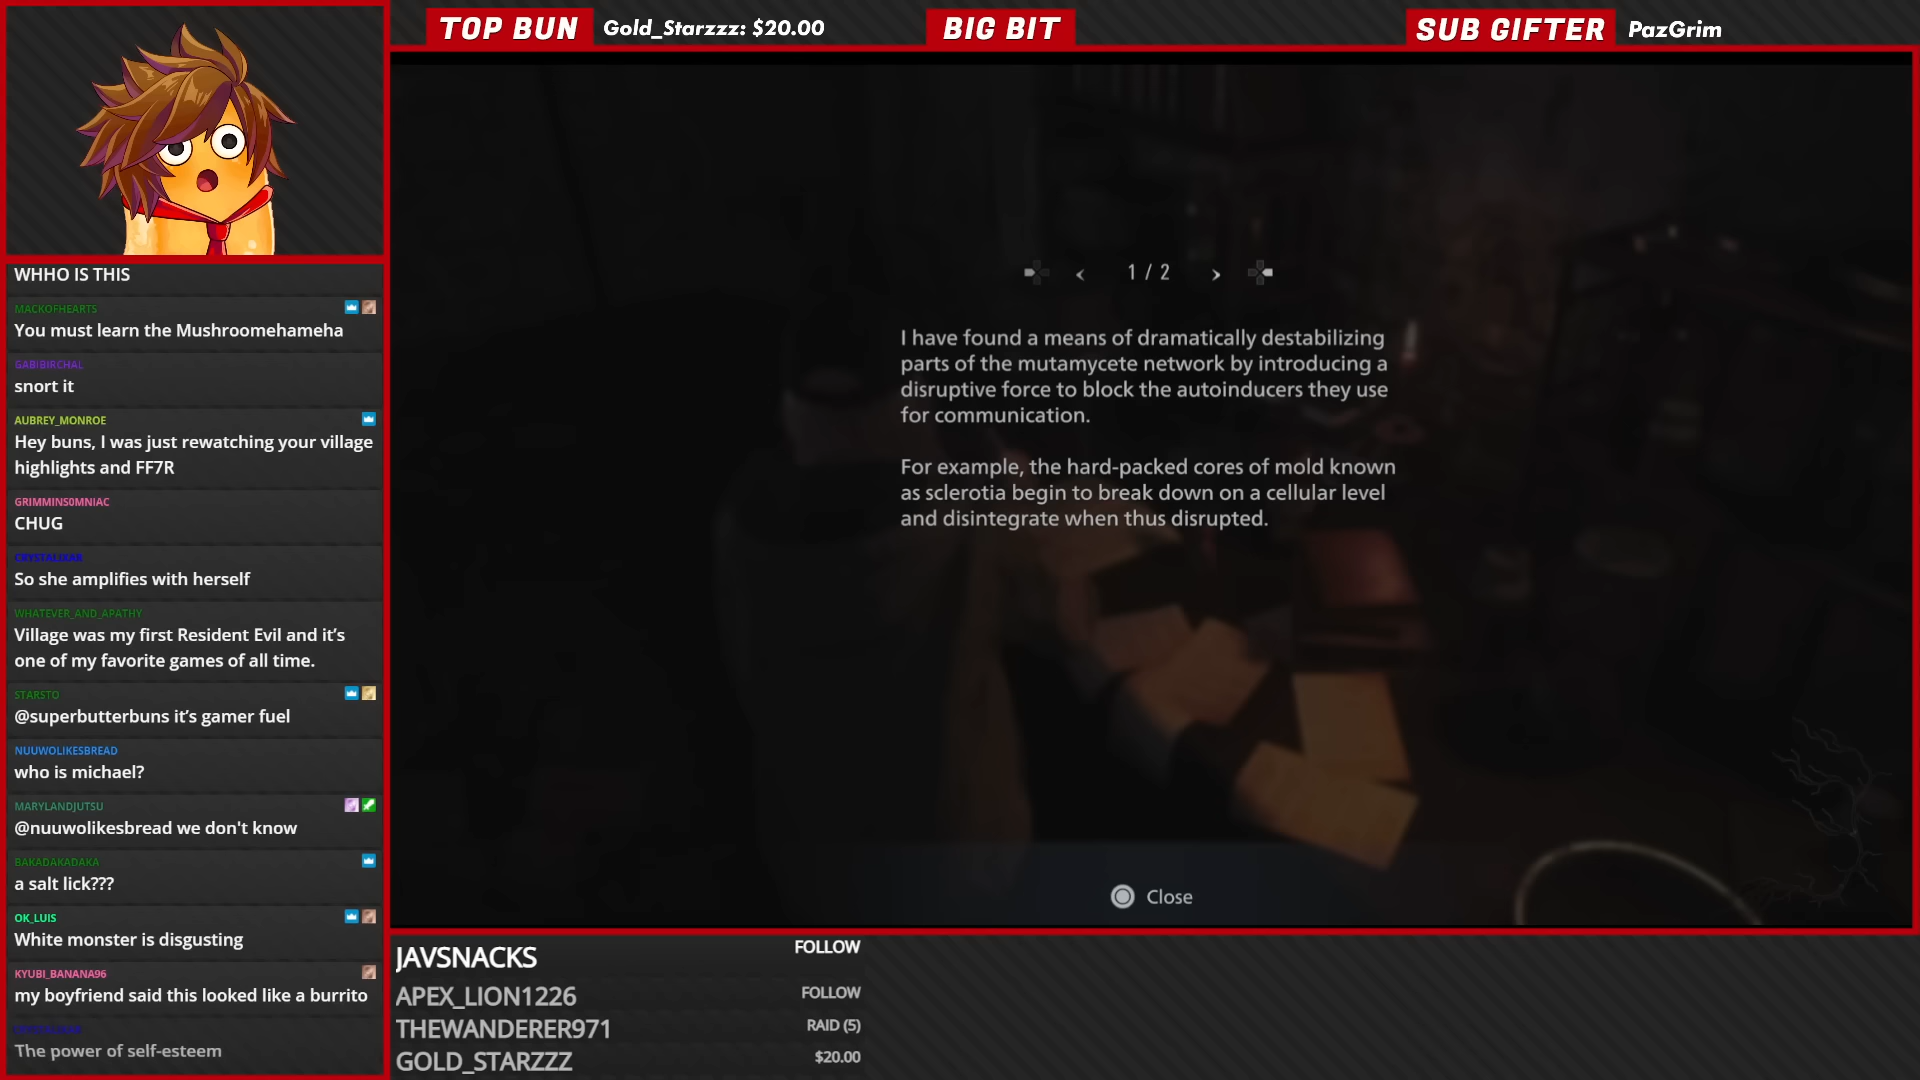 TOP BUN
Gold_Starzzz: $20.00
BIG BIT
SUB GIFTER
PazGrim
WHHO IS THIS
MACKOFHEARTS
You must learn the Mushroomehameha
GABIBIRCHAL
snort it
AUBREY_MONROE
Hey buns, I was just rewatching your village
highlights and FF7R
GRIMMINS0MNIAC
CHUG
CRYSTALIXAR
So she amplifies with herself
WHATEVER_AND_APATHY
Village was my first Resident Evil and it’s
one of my favorite games of all time.
STARSTO
@superbutterbuns it’s gamer fuel
NUUWOLIKESBREAD
who is michael?
MARYLANDJUTSU
@nuuwolikesbread we don't know
BAKADAKADAKA
a salt lick???
OK_LUIS
White monster is disgusting
KYUBI_BANANA96
my boyfriend said this looked like a burrito
The power of self-esteem
< 1 / 2 >
I have found a means of dramatically destabilizing
parts of the mutamycete network by introducing a
disruptive force to block the autoinducers they use
for communication.
For example, the hard-packed cores of mold known
as sclerotia begin to break down on a cellular level
and disintegrate when thus disrupted.
Close
JAVSNACKS FOLLOW
APEX_LION1226 FOLLOW
THEWANDERER971 RAID (5)
GOLD_STARZZZ $20.00